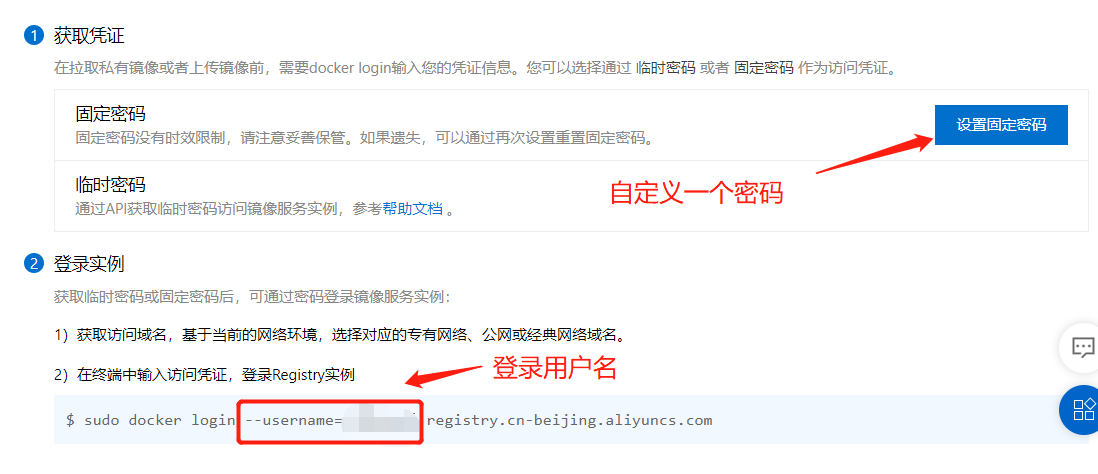 1 获取凭证
在拉取私有镜像或者上传镜像前，需要docker login输入您的凭证信息。您可以选择通过 临时密码 或者 固定密码 作为访问凭证。
固定密码
固定密码没有时效限制，请注意妥善保管。如果遗失，可以通过再次设置重置固定密码。
设置固定密码
自定义一个密码
临时密码
通过API获取临时密码访问镜像服务实例，参考帮助文档 。
2 登录实例
获取临时密码或固定密码后，可通过密码登录镜像服务实例：
1）获取访问域名，基于当前的网络环境，选择对应的专有网络、公网或经典网络域名。
登录用户名
2）在终端中输入访问凭证，登录Registry实例
$ sudo docker login --username= registry.cn-beijing.aliyuncs.com